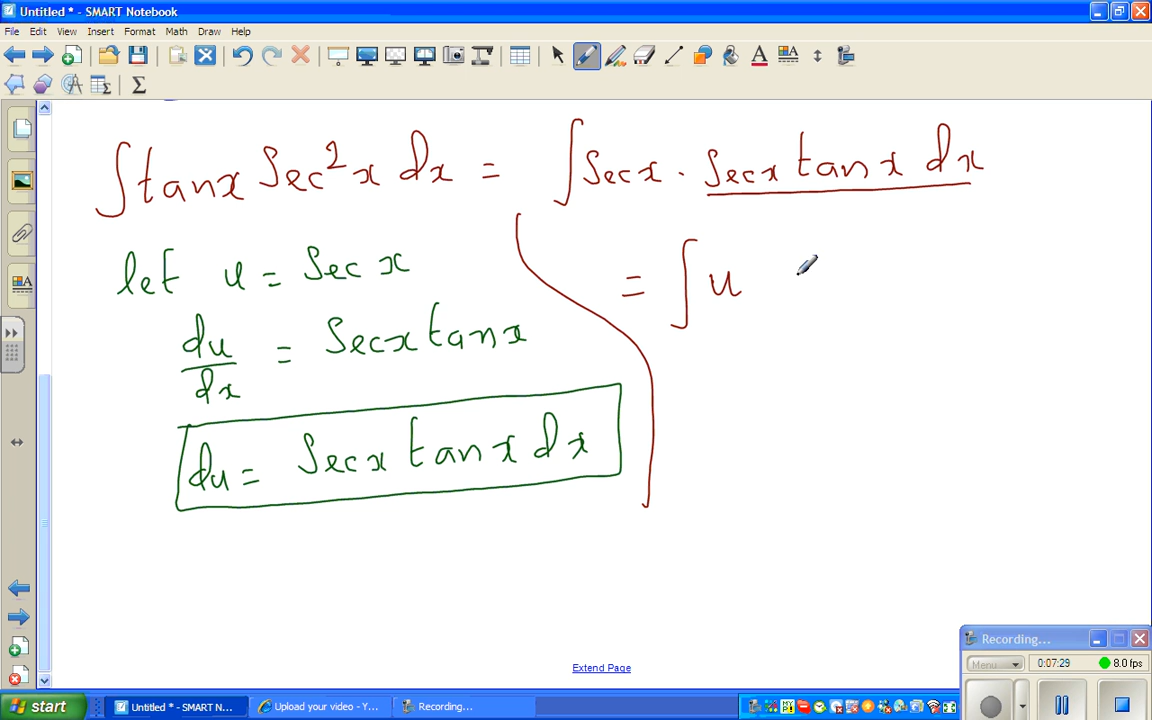 Untitled * - SMART Notebook
File Edit View Insert Format Math Draw Help
∫tanx Sec²x dx = ∫Secx · Secx tanx dx
let u = Sec x
= ∫u
du/dx = Secx tanx
du = Secx tanx dx
Extend Page
Recording...
Menu 0:07:29 8.0 fps
start Untitled * - SMART N... Upload your video - Y... Recording...